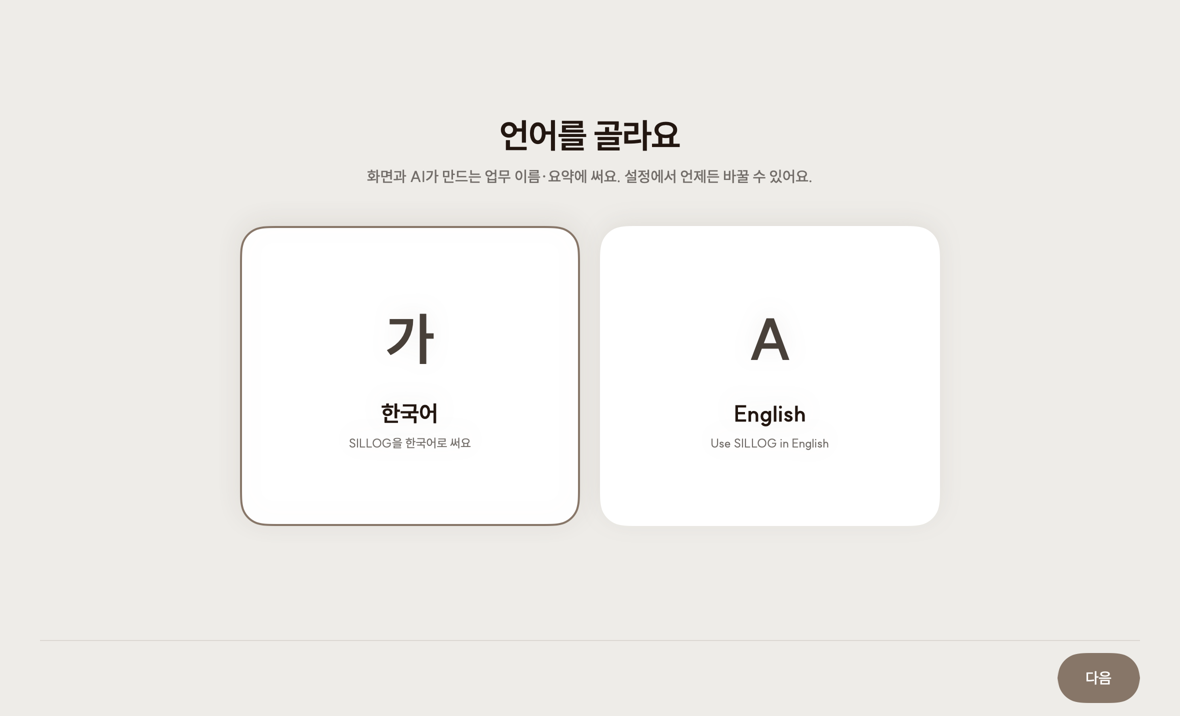 언어를 골라요
화면과 AI가 만드는 업무 이름·요약에 써요. 설정에서 언제든 바꿀 수 있어요.
가
한국어
SILLOG을 한국어로 써요
A
English
Use SILLOG in English
다음